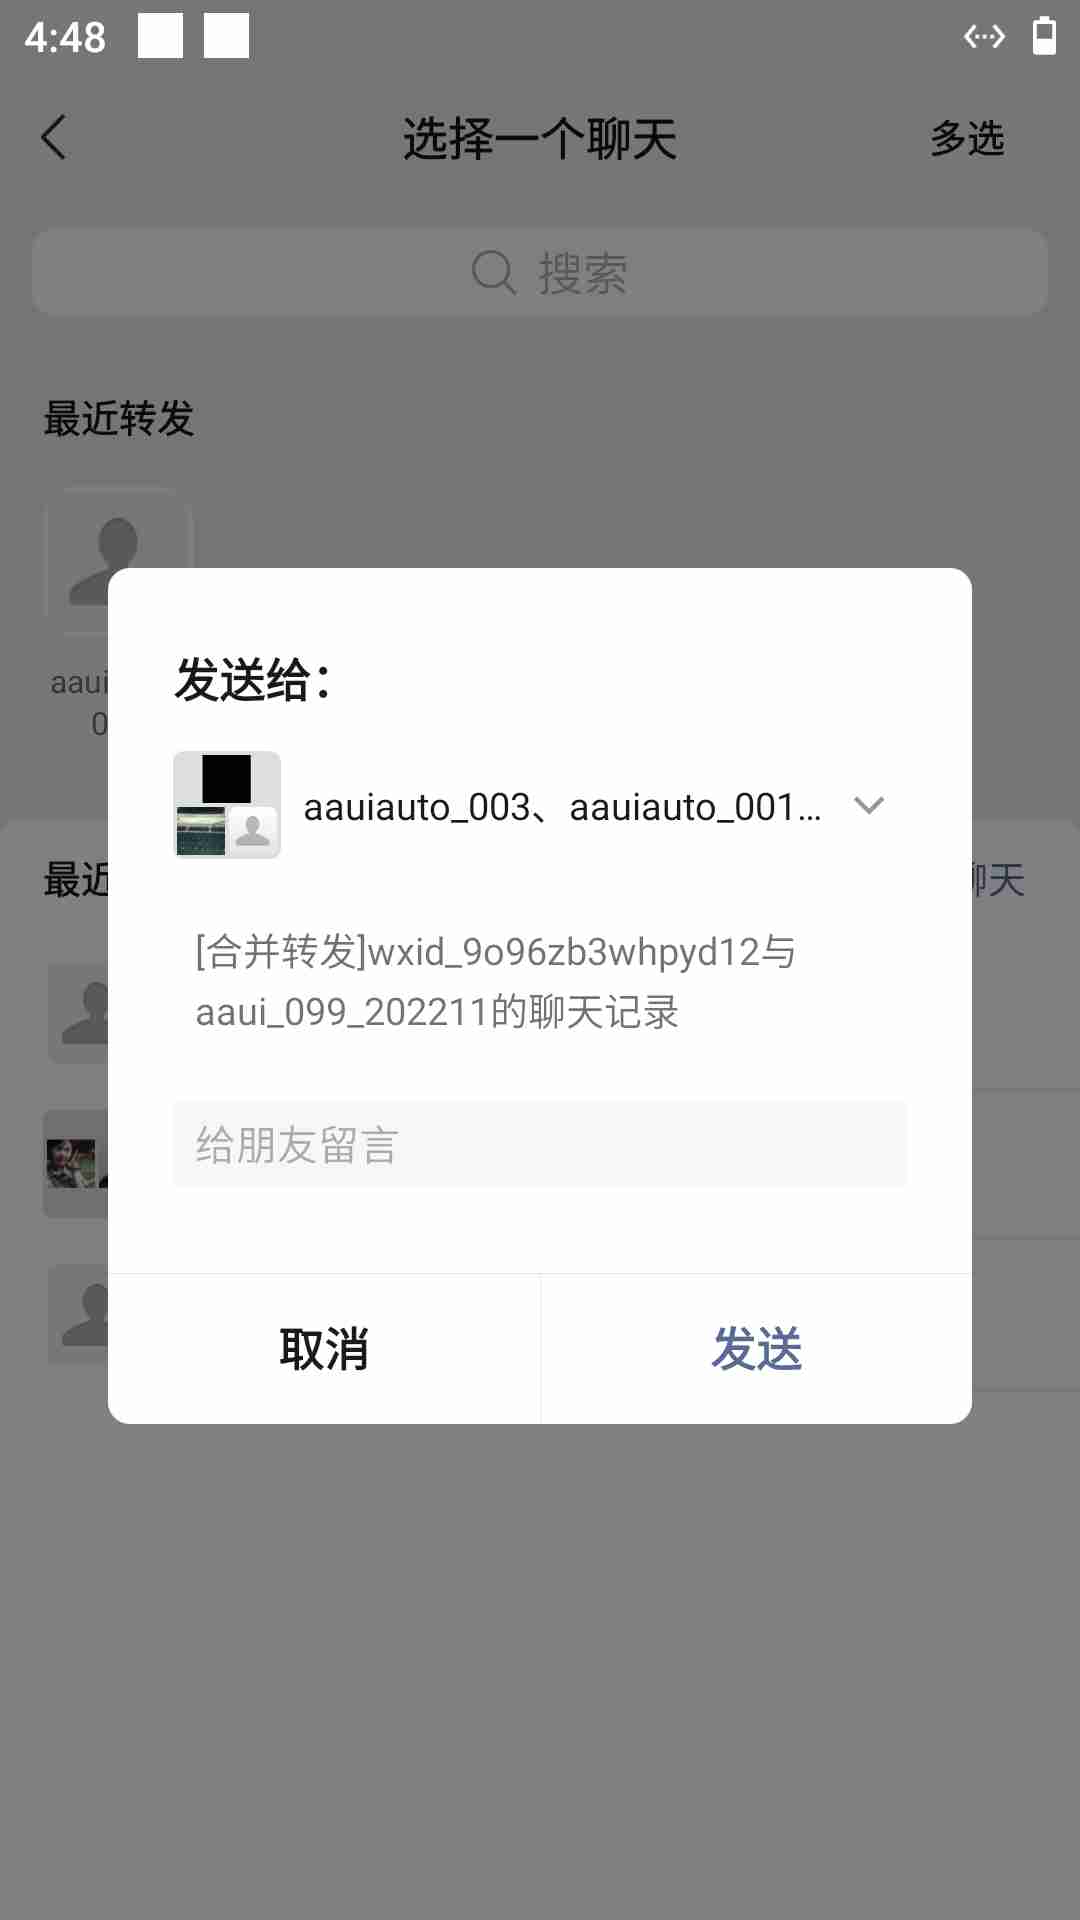 4:48
选择一个聊天
多选
搜索
最近转发
aaui
0
发送给：
aauiauto_003、aauiauto_001...
最近
聊天
[合并转发]wxid_9o96zb3whpyd12与
aaui_099_202211的聊天记录
给朋友留言
取消
发送